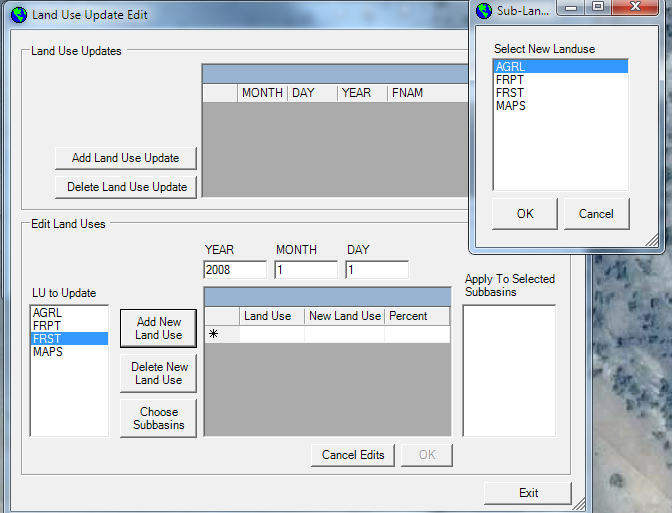 Land Use Update Edit
Sub-Lan...
Land Use Updates
MONTH DAY YEAR FNAM
Add Land Use Update
Delete Land Use Update
Select New Landuse
AGRL
FRPT
FRST
MAPS
OK Cancel
Edit Land Uses
YEAR MONTH DAY
2008 1 1
LU to Update
AGRL
FRPT
FRST
MAPS
Add New
Land Use
Delete New
Land Use
Choose
Subbasins
Land Use New Land Use Percent
Apply To Selected
Subbasins
Cancel Edits OK
Exit